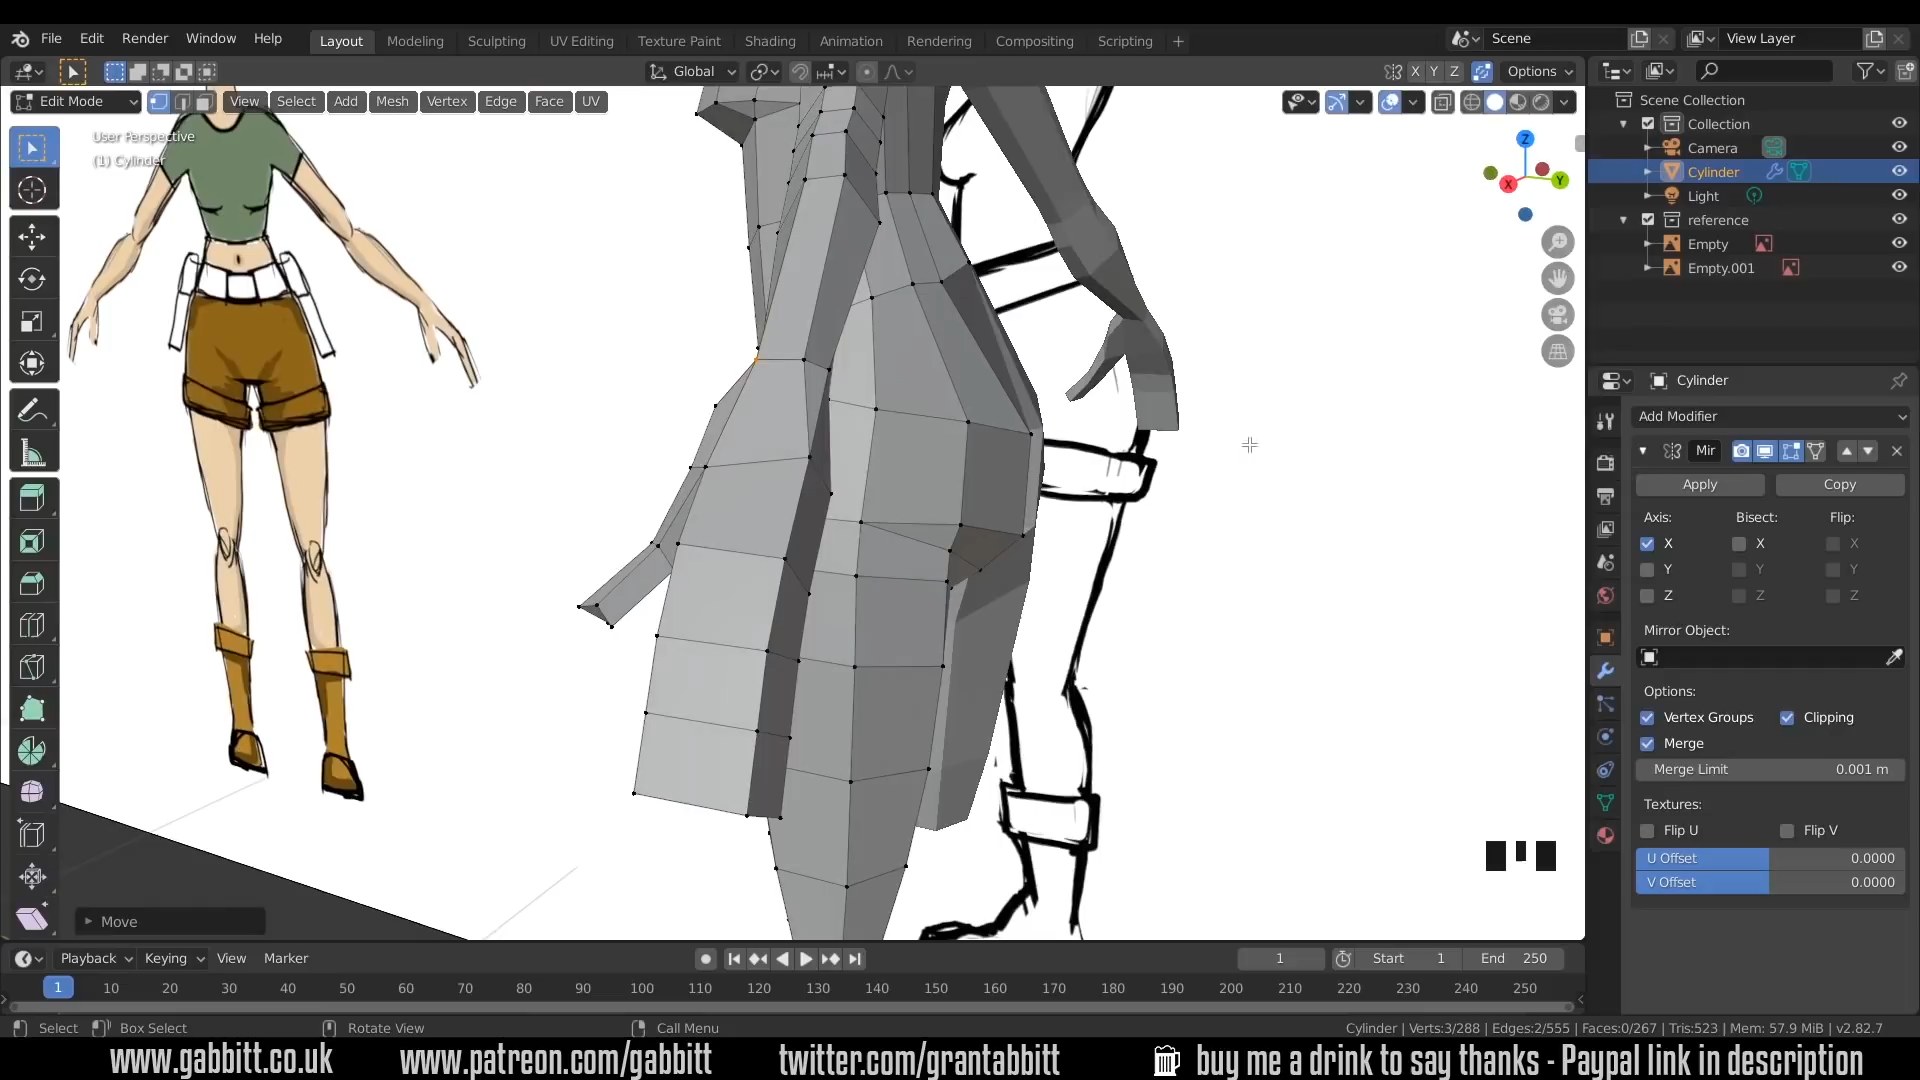 File Edit Render Window Help Layout Modeling Sculpting UV Editing Texture Paint Shading Animation Rendering Compositing Scripting + Scene View Layer
Global X Y Z Options
Edit Mode View Select Add Mesh Vertex Edge Face UV
User Perspective
(1) Cylinder
Z
X Y
Move
Scene Collection
Collection
Camera
Cylinder
Light
reference
Empty
Empty.001
Cylinder
Add Modifier
Mir
Apply Copy
Axis: Bisect: Flip:
X X X
Y Y Y
Z Z Z
Mirror Object:
Options:
Vertex Groups Clipping
Merge
Merge Limit 0.001 m
Textures:
Flip U Flip V
U Offset 0.0000
V Offset 0.0000
Playback Keying View Marker 1 Start 1 End 250
1 10 20 30 40 50 60 70 80 90 100 110 120 130 140 150 160 170 180 190 200 210 220 230 240 250
Select Box Select Rotate View Call Menu Cylinder | Verts:3/288 | Edges:2/555 | Faces:0/267 | Tris:523 | Mem: 57.9 MiB | v2.82.7
www.gabbitt.co.uk www.patreon.com/gabbitt twitter.com/grantabbitt buy me a drink to say thanks - Paypal link in description